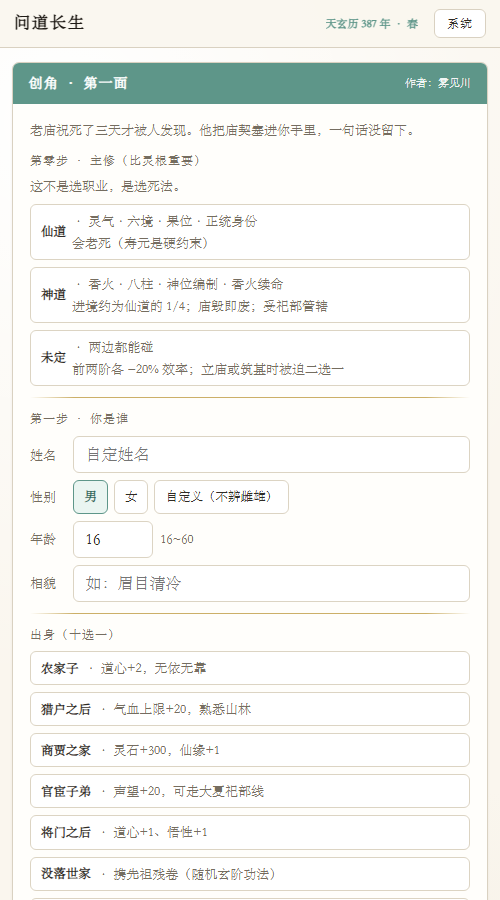 问道长生
天玄历 387 年 · 春
系统
创角 · 第一面
作者：雾见川
老庙祝死了三天才被人发现。他把庙契塞进你手里，一句话没留下。
第零步 · 主修（比灵根重要）
这不是选职业，是选死法。
仙道 · 灵气 · 六境 · 果位 · 正统身份
会老死（寿元是硬约束）
神道 · 香火 · 八柱 · 神位编制 · 香火续命
进境约为仙道的 1/4；庙毁即废；受祀部管辖
未定 · 两边都能碰
前两阶各 −20% 效率；立庙或筑基时被迫二选一
第一步 · 你是谁
姓名 自定姓名
性别 男 女 自定义（不辨雌雄）
年龄 16 16~60
相貌 如：眉目清冷
出身（十选一）
农家子 · 道心+2，无依无靠
猎户之后 · 气血上限+20，熟悉山林
商贾之家 · 灵石+300，仙缘+1
官宦子弟 · 声望+20，可走大夏祀部线
将门之后 · 道心+1、悟性+1
没落世家 · 携先祖残卷（随机玄阶功法）